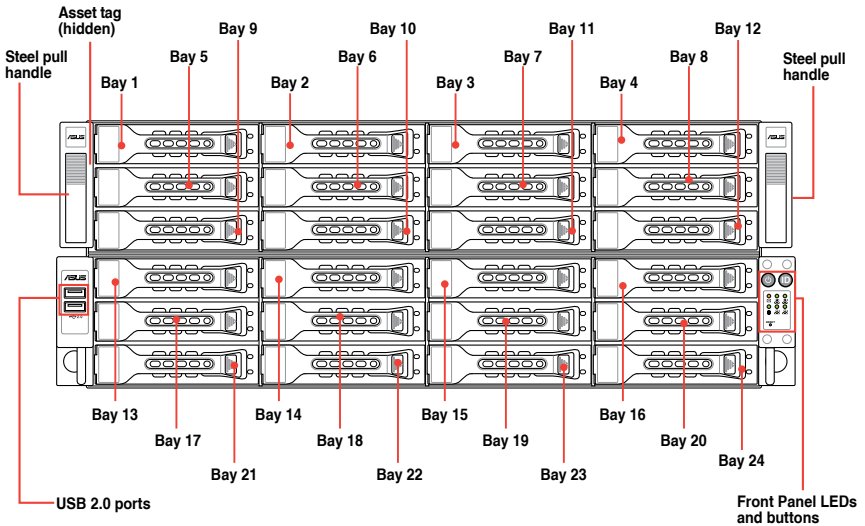 Asset tag
(hidden)
Bay 9
Bay 10
Bay 11
Bay 12
Steel pull
handle
Bay 5
Bay 6
Bay 7
Bay 8
Steel pull
handle
Bay 1
Bay 2
Bay 3
Bay 4
ASUS
ASUS
ASUS
Bay 13
Bay 14
Bay 15
Bay 16
Bay 17
Bay 18
Bay 19
Bay 20
Bay 21
Bay 22
Bay 23
Bay 24
USB 2.0 ports
Front Panel LEDs
and buttons